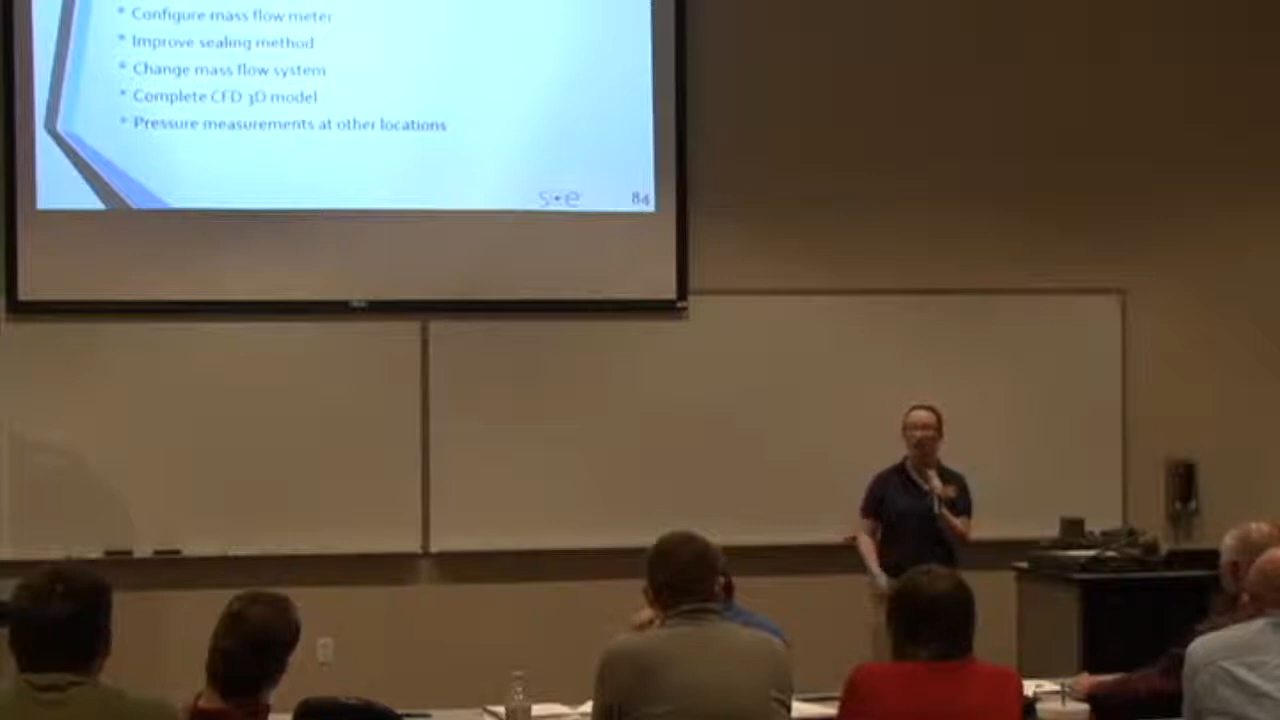 * Configure mass flow meter
* Improve sealing method
* Change mass flow system
* Complete CFD 3D model
* Pressure measurements at other locations
s•e 84